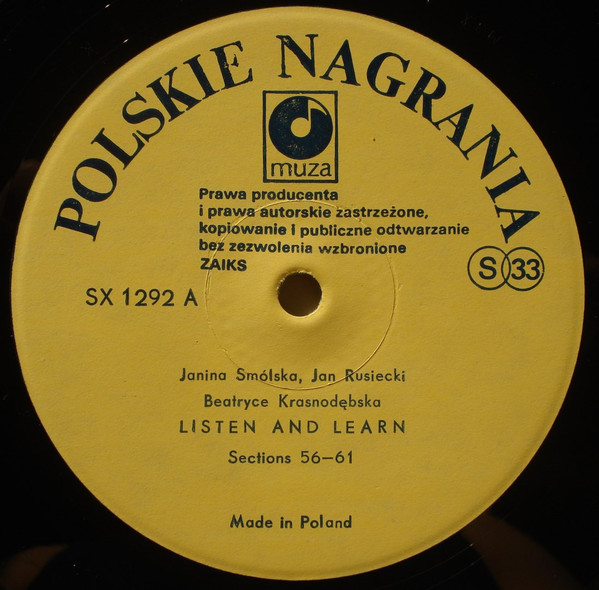 POLSKIE NAGRANIA
muza
Prawa producenta
i prawa autorskie zastrzeżone,
kopiowanie i publiczne odtwarzanie
bez zezwolenia wzbronione
ZAIKS
S 33
SX 1292 A
Janina Smólska, Jan Rusiecki
Beatryce Krasnodębska
LISTEN AND LEARN
Sections 56–61
Made in Poland